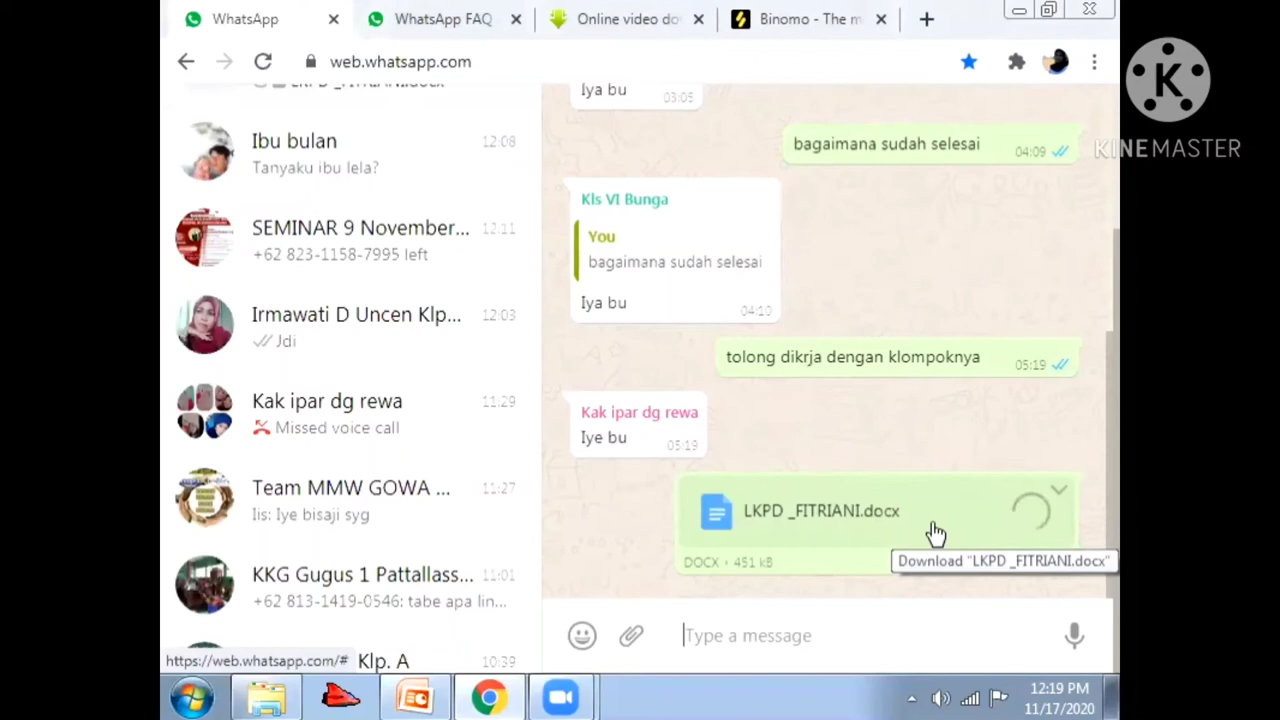 WhatsApp
WhatsApp FAQ
Online video do
Binomo - The m
web.whatsapp.com
KINEMASTER
LKPD _FITRIANI.docx
Ibu bulan 12:08
Tanyaku ibu lela?
SEMINAR 9 November... 12:11
+62 823-1158-7995 left
Irmawati D Uncen Klp... 12:03
Jdi
Kak ipar dg rewa 11:29
Missed voice call
Team MMW GOWA ... 11:27
Iis: Iye bisaji syg
KKG Gugus 1 Pattallass... 11:01
+62 813-1419-0546: tabe apa lin...
https://web.whatsapp.com/# Klp. A 10:39
Iya bu 03:05
bagaimana sudah selesai 04:09
Kls VI Bunga
You
bagaimana sudah selesai
Iya bu 04:10
tolong dikrja dengan klompoknya 05:19
Kak ipar dg rewa
Iye bu 05:19
LKPD _FITRIANI.docx
DOCX • 451 kB
Download "LKPD _FITRIANI.docx"
Type a message
12:19 PM
11/17/2020